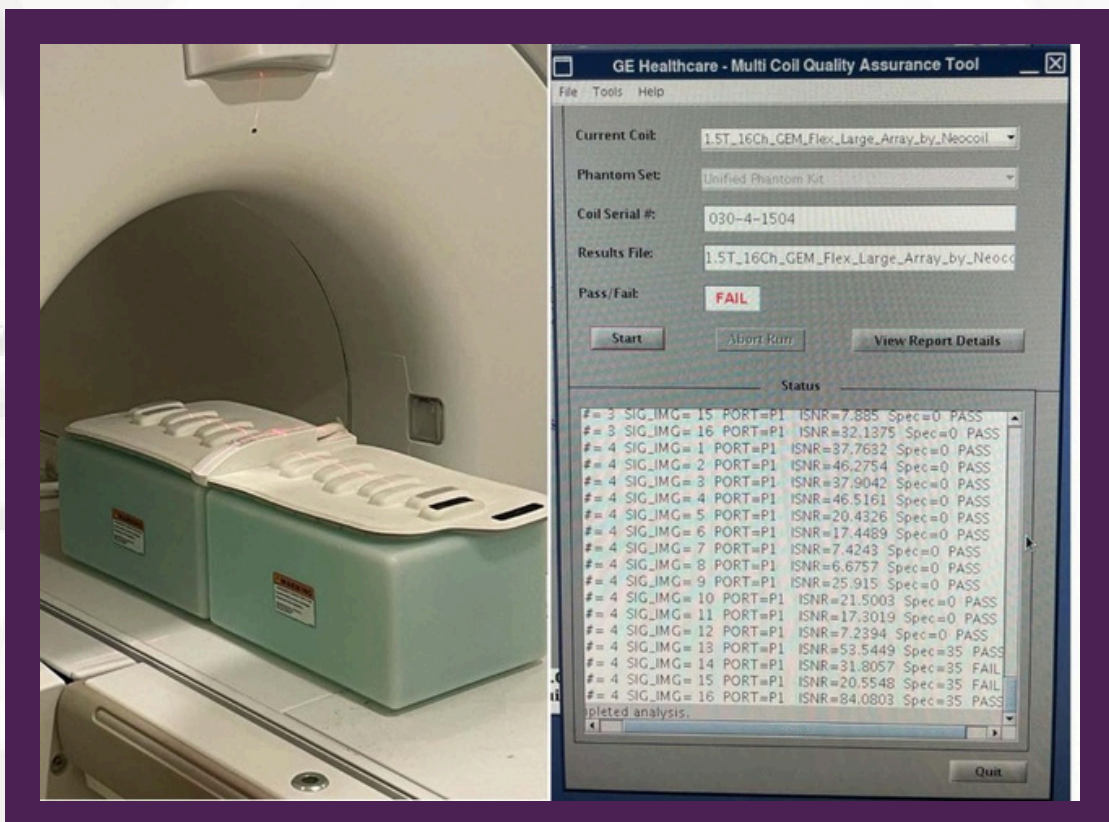 GE Healthcare - Multi Coil Quality Assurance Tool
File Tools Help
Current Coil: 1.5T_16Ch_GEM_Flex_Large_Array_by_Neocoil
Phantom Set: Unified Phantom Kit
Coil Serial #: 030-4-1504
Results File: 1.5T_16Ch_GEM_Flex_Large_Array_by_Neoco
Pass/Fail: FAIL
Start Abort Run View Report Details
Status
#= 3 SIG_IMG= 15 PORT=P1 ISNR=7.885 Spec=0 PASS
#= 3 SIG_IMG= 16 PORT=P1 ISNR=32.1375 Spec=0 PASS
#= 4 SIG_IMG= 1 PORT=P1 ISNR=37.7632 Spec=0 PASS
#= 4 SIG_IMG= 2 PORT=P1 ISNR=46.2754 Spec=0 PASS
#= 4 SIG_IMG= 3 PORT=P1 ISNR=37.9042 Spec=0 PASS
#= 4 SIG_IMG= 4 PORT=P1 ISNR=46.5161 Spec=0 PASS
#= 4 SIG_IMG= 5 PORT=P1 ISNR=20.4326 Spec=0 PASS
#= 4 SIG_IMG= 6 PORT=P1 ISNR=17.4489 Spec=0 PASS
#= 4 SIG_IMG= 7 PORT=P1 ISNR=7.4243 Spec=0 PASS
#= 4 SIG_IMG= 8 PORT=P1 ISNR=6.6757 Spec=0 PASS
#= 4 SIG_IMG= 9 PORT=P1 ISNR=25.915 Spec=0 PASS
#= 4 SIG_IMG= 10 PORT=P1 ISNR=21.5003 Spec=0 PASS
#= 4 SIG_IMG= 11 PORT=P1 ISNR=17.3019 Spec=0 PASS
#= 4 SIG_IMG= 12 PORT=P1 ISNR=7.2394 Spec=0 PASS
#= 4 SIG_IMG= 13 PORT=P1 ISNR=53.5449 Spec=35 PASS
#= 4 SIG_IMG= 14 PORT=P1 ISNR=31.8057 Spec=35 FAIL
#= 4 SIG_IMG= 15 PORT=P1 ISNR=20.5548 Spec=35 FAIL
#= 4 SIG_IMG= 16 PORT=P1 ISNR=84.0803 Spec=35 PASS
pleted analysis.
Quit
WARNING
WARNING